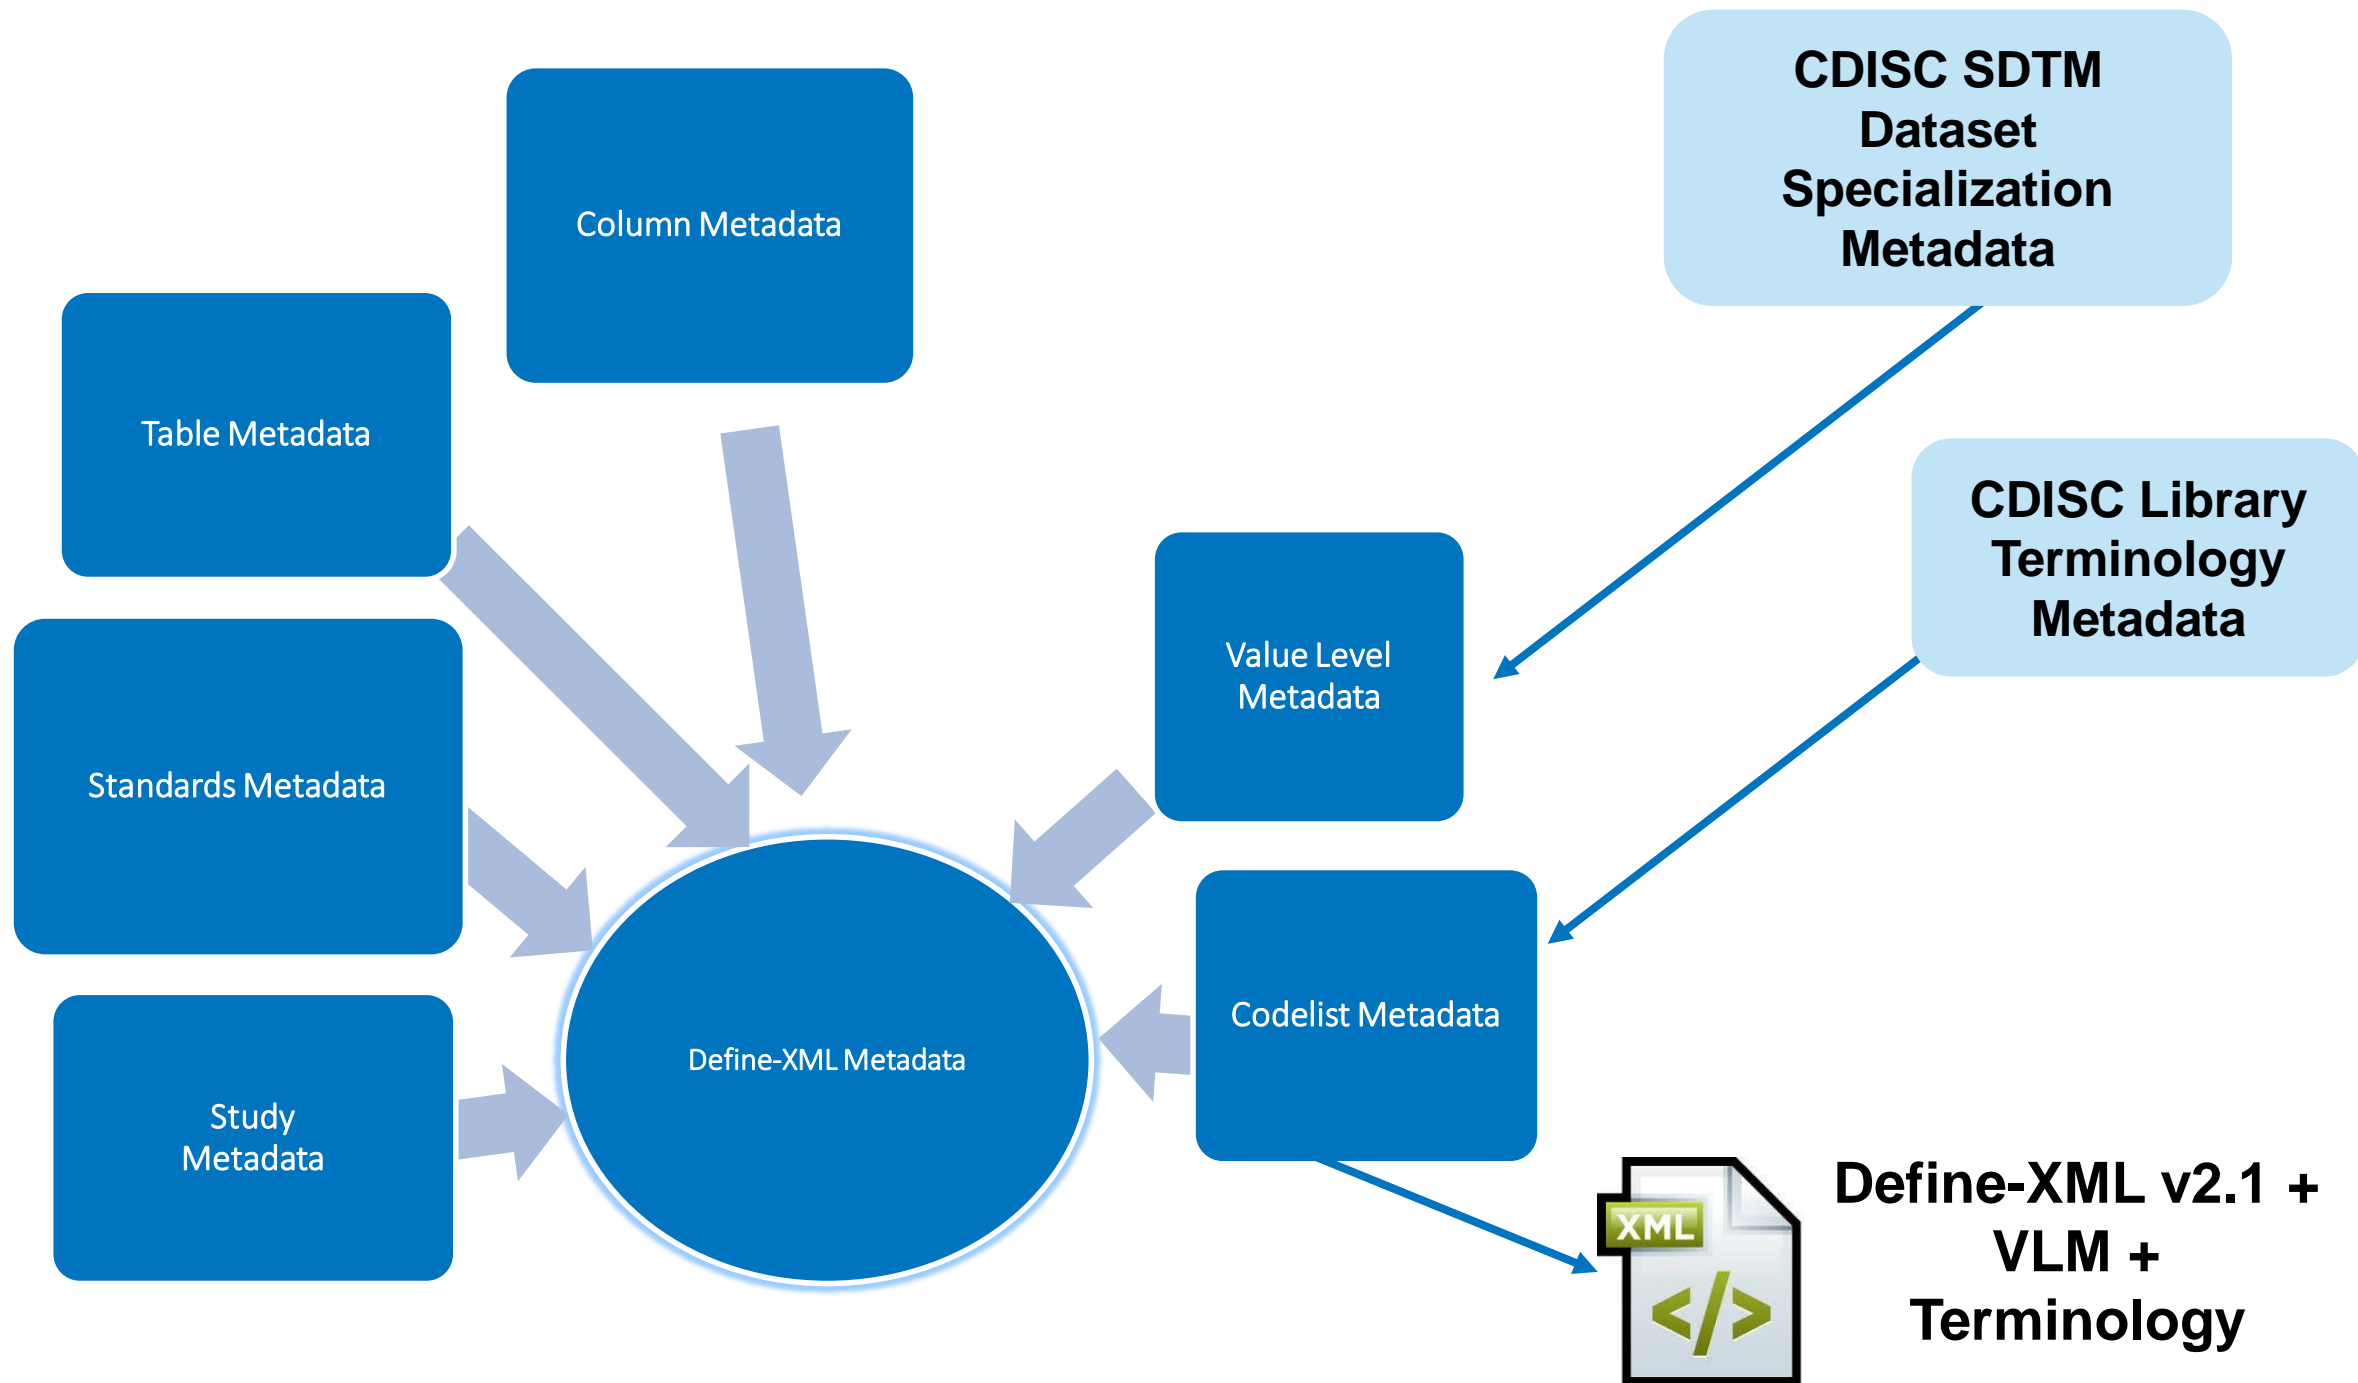 CDISC SDTM
Dataset
Specialization
Metadata
Column Metadata
Table Metadata
CDISC Library
Terminology
Metadata
Value Level
Metadata
Standards Metadata
Codelist Metadata
Define-XML Metadata
Study
Metadata
XML
</>
Define-XML v2.1 +
VLM +
Terminology